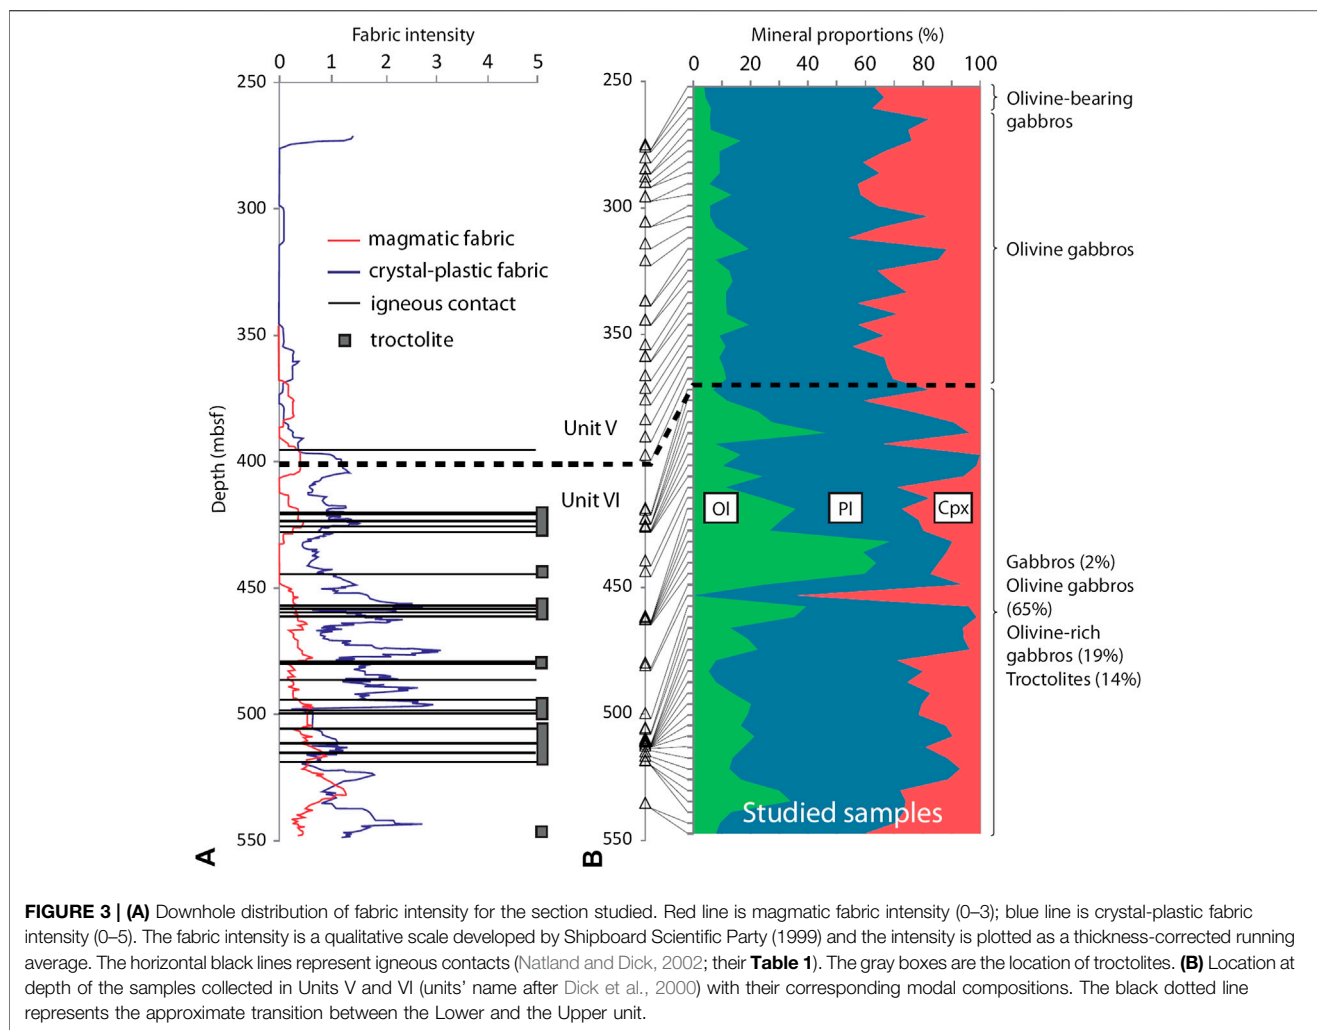 Fabric intensity
0 1 2 3 4 5
250
300
350
400
450
500
550
Depth (mbsf)
magmatic fabric
crystal-plastic fabric
igneous contact
troctolite
Unit V
Unit VI
A
Mineral proportions (%)
0 20 40 60 80 100
250
300
350
400
450
500
550
Ol
Pl
Cpx
Studied samples
Olivine-bearing
gabbros
Olivine gabbros
Gabbros (2%)
Olivine gabbros
(65%)
Olivine-rich
gabbros (19%)
Troctolites (14%)
B
FIGURE 3 | (A) Downhole distribution of fabric intensity for the section studied. Red line is magmatic fabric intensity (0–3); blue line is crystal-plastic fabric
intensity (0–5). The fabric intensity is a qualitative scale developed by Shipboard Scientific Party (1999) and the intensity is plotted as a thickness-corrected running
average. The horizontal black lines represent igneous contacts (Natland and Dick, 2002; their Table 1). The gray boxes are the location of troctolites. (B) Location at
depth of the samples collected in Units V and VI (units’ name after Dick et al., 2000) with their corresponding modal compositions. The black dotted line
represents the approximate transition between the Lower and the Upper unit.